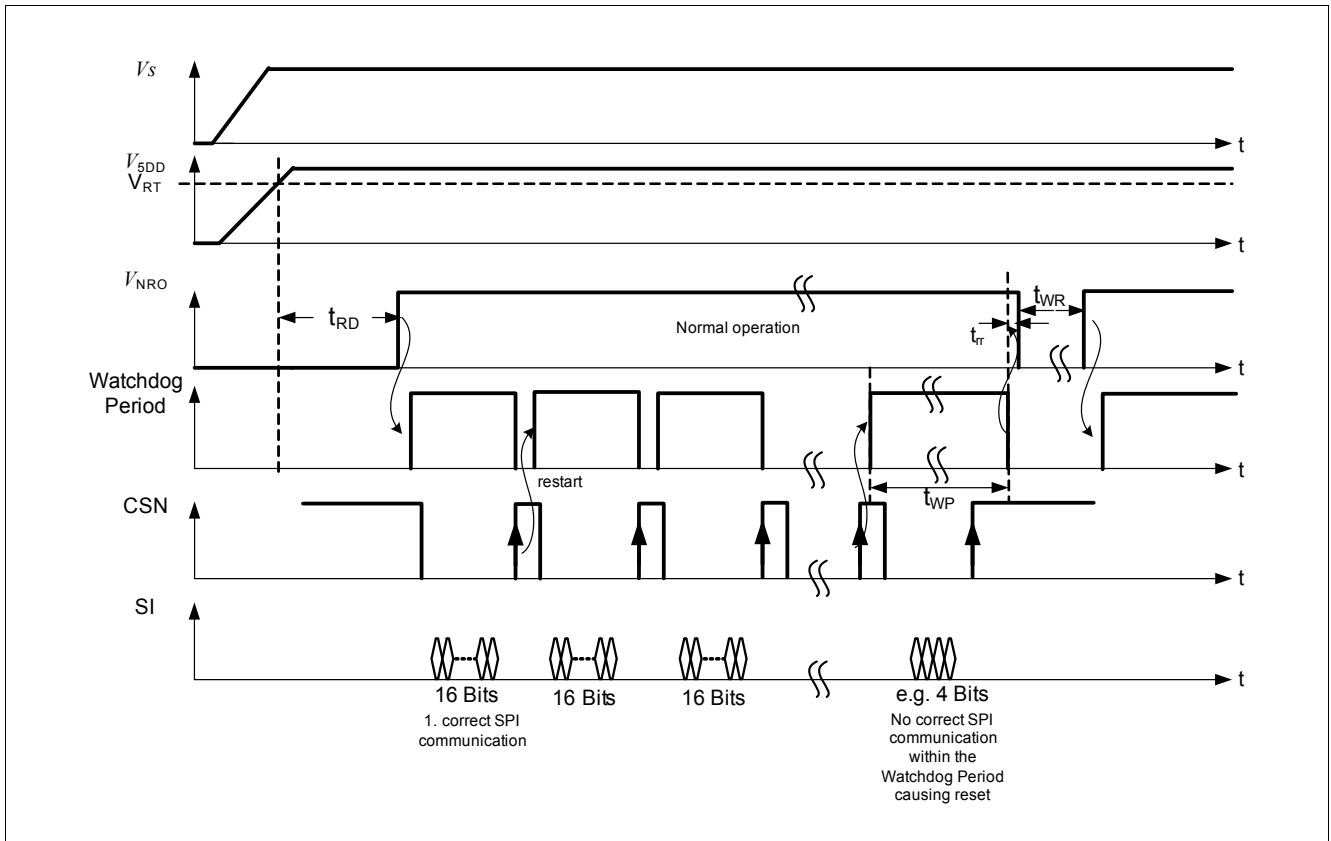 Vs
t
V5DD
VRT
t
VNRO
tRD
Normal operation
trr
tWR
t
Watchdog
Period
restart
tWP
t
CSN
t
SI
t
16 Bits
16 Bits
16 Bits
e.g. 4 Bits
1. correct SPI
communication
No correct SPI
communication
within the
Watchdog Period
causing reset